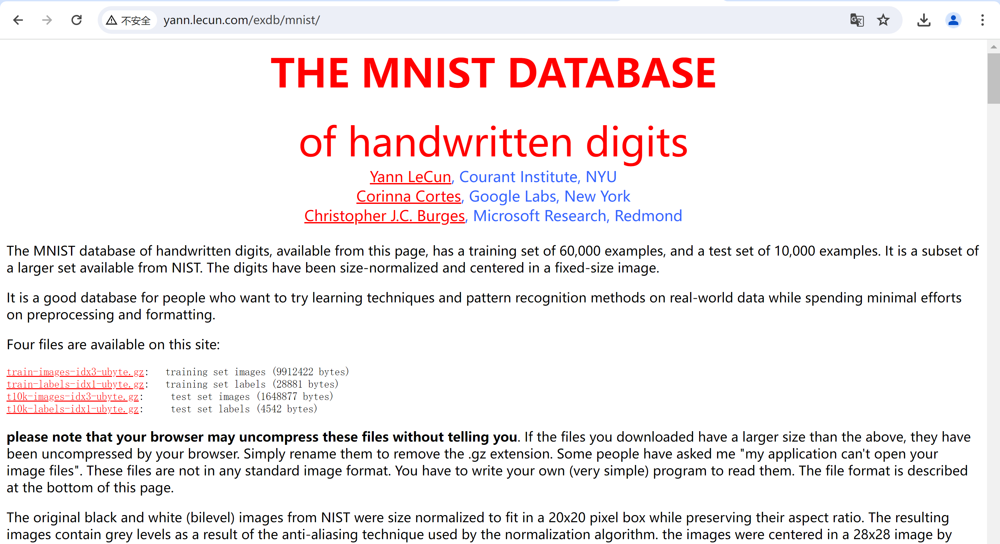 不安全 yann.lecun.com/exdb/mnist/
THE MNIST DATABASE
of handwritten digits
Yann LeCun, Courant Institute, NYU
Corinna Cortes, Google Labs, New York
Christopher J.C. Burges, Microsoft Research, Redmond
The MNIST database of handwritten digits, available from this page, has a training set of 60,000 examples, and a test set of 10,000 examples. It is a subset of
a larger set available from NIST. The digits have been size-normalized and centered in a fixed-size image.
It is a good database for people who want to try learning techniques and pattern recognition methods on real-world data while spending minimal efforts
on preprocessing and formatting.
Four files are available on this site:
train-images-idx3-ubyte.gz: training set images (9912422 bytes)
train-labels-idx1-ubyte.gz: training set labels (28881 bytes)
t10k-images-idx3-ubyte.gz: test set images (1648877 bytes)
t10k-labels-idx1-ubyte.gz: test set labels (4542 bytes)
please note that your browser may uncompress these files without telling you. If the files you downloaded have a larger size than the above, they have
been uncompressed by your browser. Simply rename them to remove the .gz extension. Some people have asked me "my application can't open your
image files". These files are not in any standard image format. You have to write your own (very simple) program to read them. The file format is described
at the bottom of this page.
The original black and white (bilevel) images from NIST were size normalized to fit in a 20x20 pixel box while preserving their aspect ratio. The resulting
images contain grey levels as a result of the anti-aliasing technique used by the normalization algorithm. the images were centered in a 28x28 image by